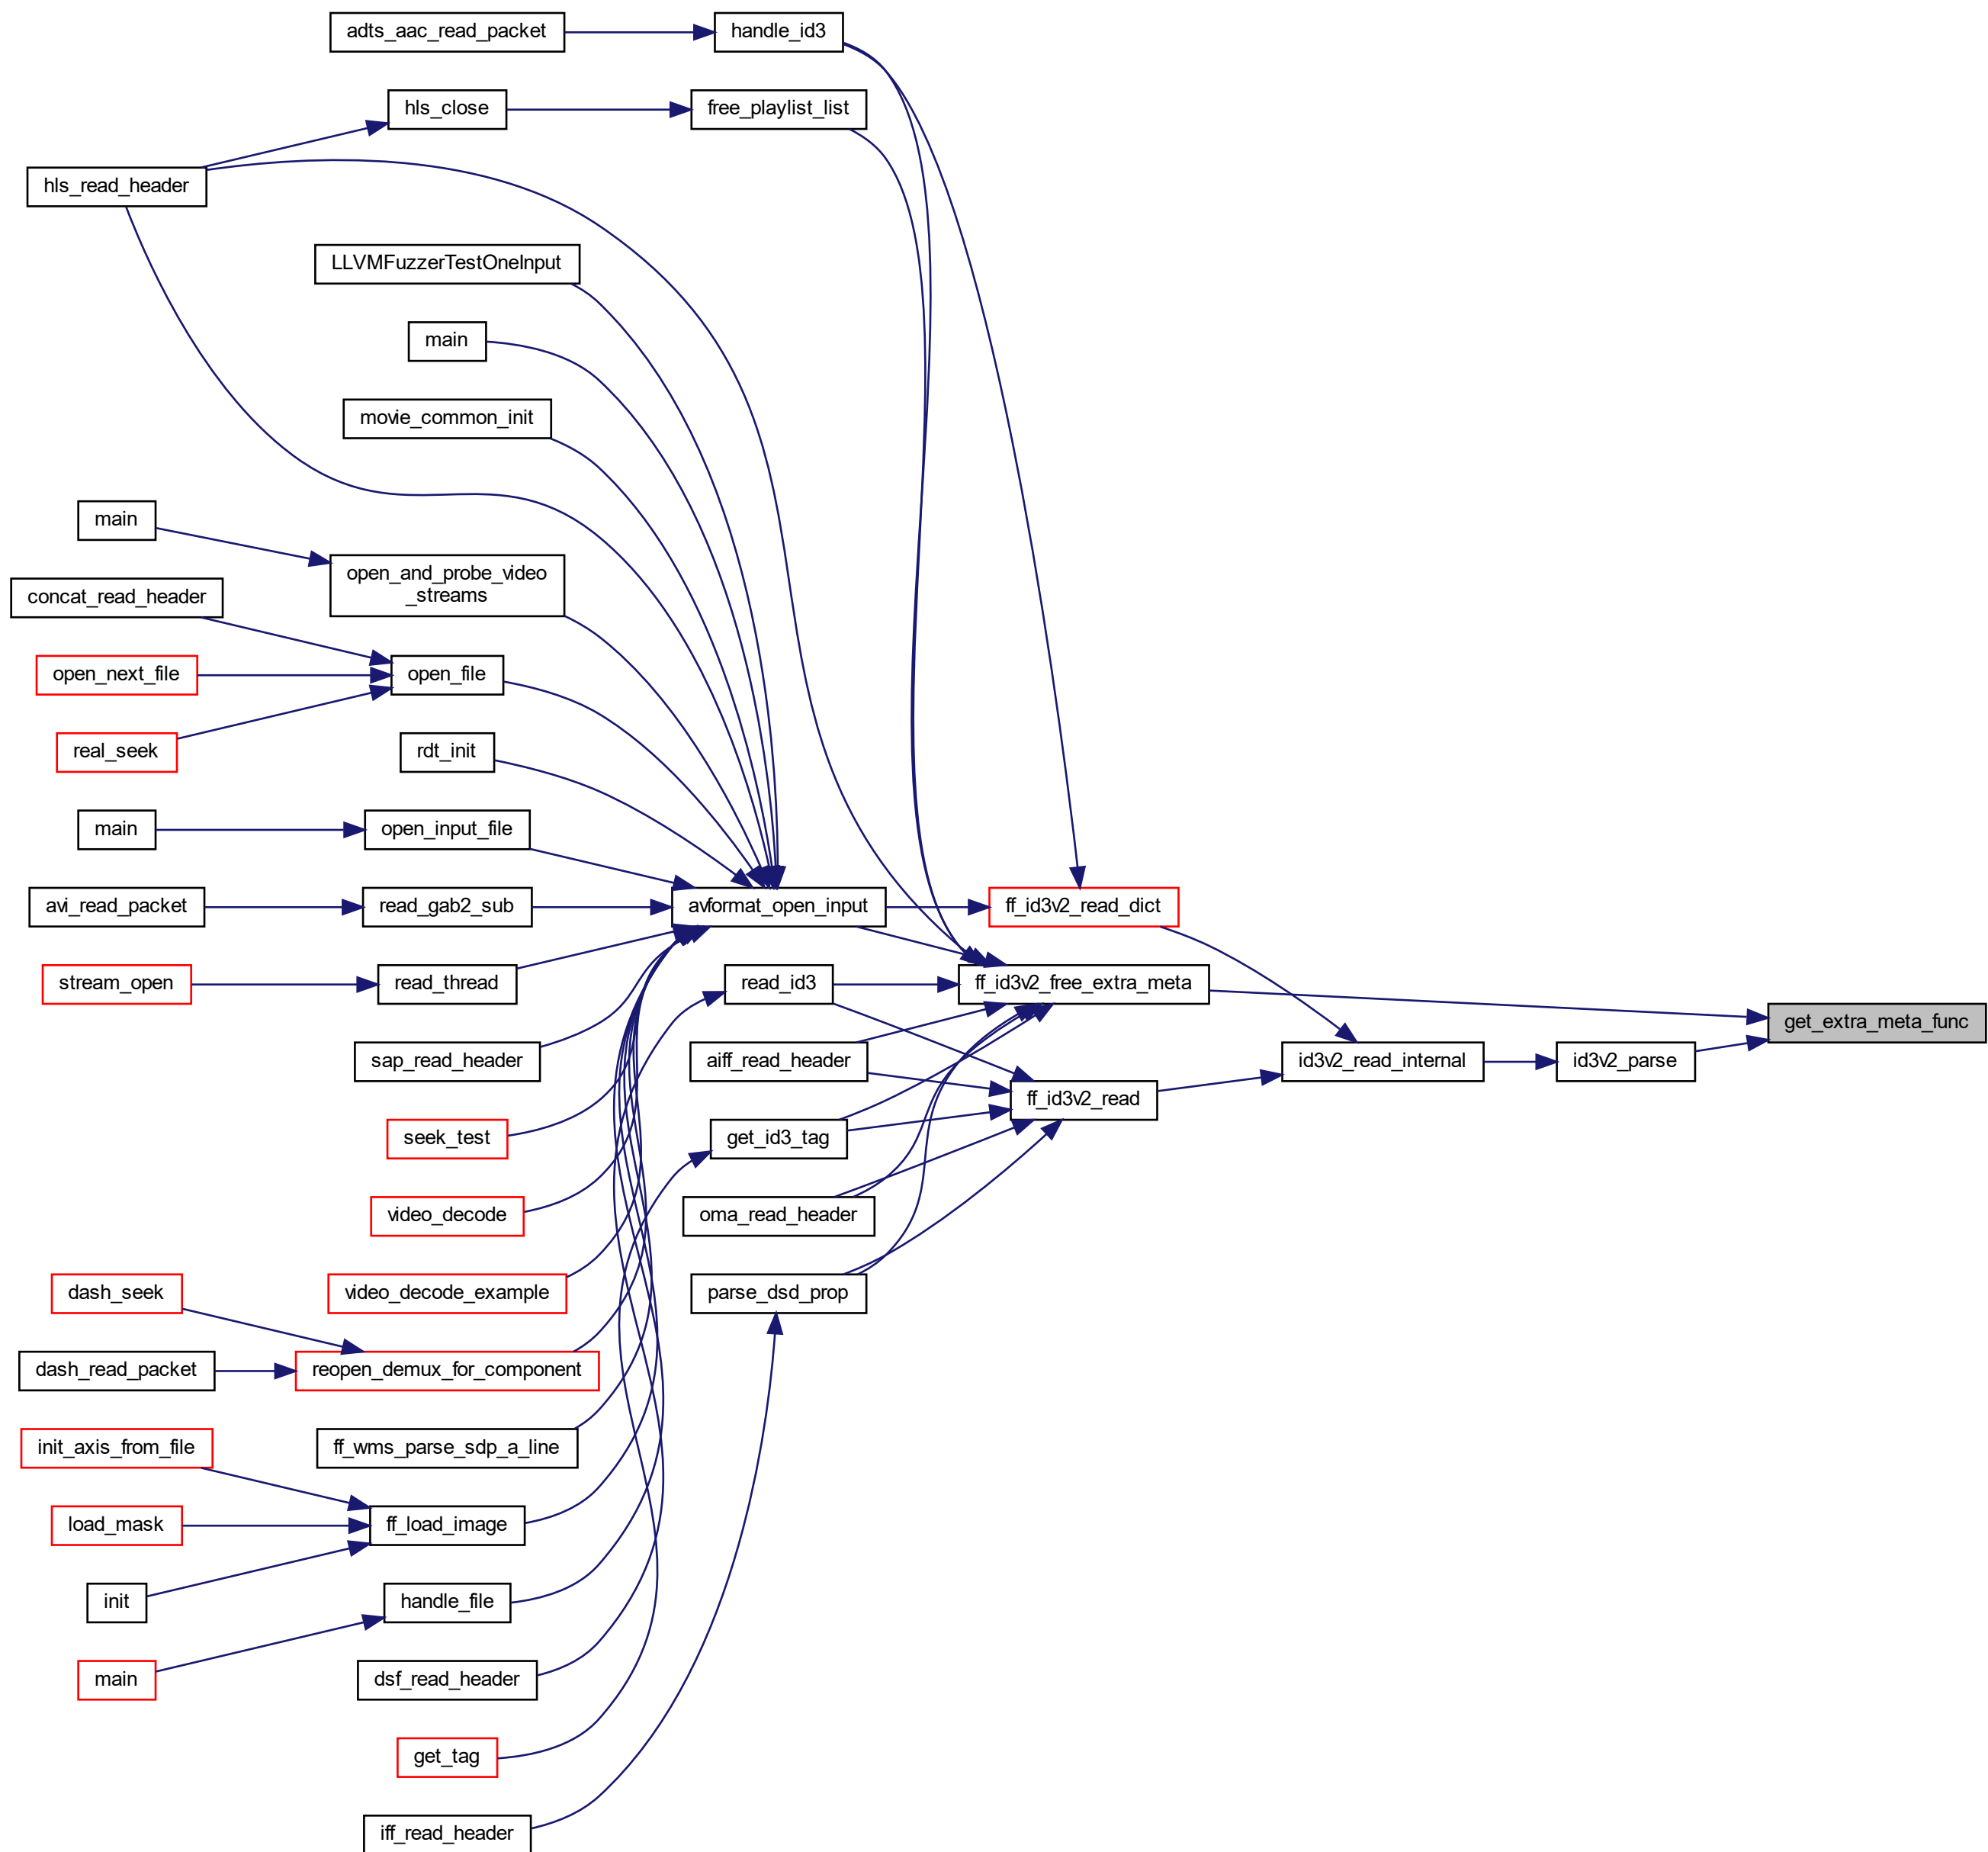 adts_aac_read_packet
handle_id3
hls_close
free_playlist_list
hls_read_header
LLVMFuzzerTestOneInput
main
movie_common_init
main
open_and_probe_video
_streams
concat_read_header
open_next_file
open_file
real_seek
rdt_init
main
open_input_file
avi_read_packet
read_gab2_sub
avformat_open_input
ff_id3v2_read_dict
stream_open
read_thread
read_id3
ff_id3v2_free_extra_meta
get_extra_meta_func
sap_read_header
aiff_read_header
id3v2_read_internal
id3v2_parse
ff_id3v2_read
seek_test
get_id3_tag
video_decode
oma_read_header
dash_seek
video_decode_example
parse_dsd_prop
dash_read_packet
reopen_demux_for_component
init_axis_from_file
ff_wms_parse_sdp_a_line
load_mask
ff_load_image
init
handle_file
main
dsf_read_header
get_tag
iff_read_header